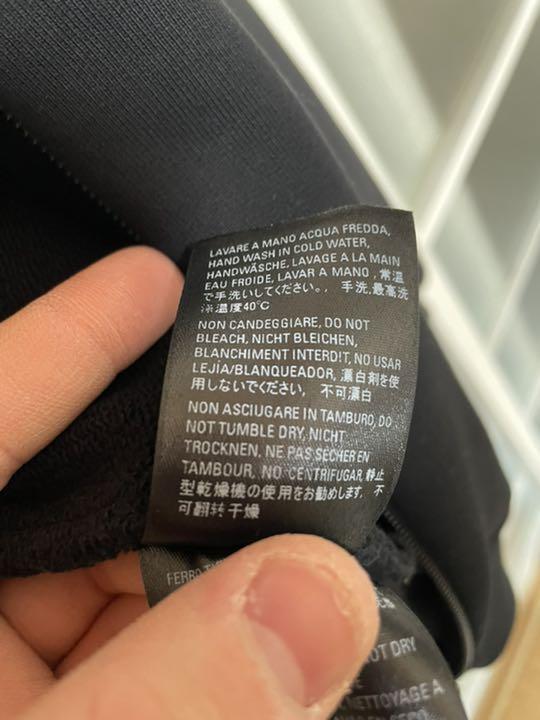 LAVARE A MANO ACQUA FREDDA,
HAND WASH IN COLD WATER,
HANDWÄSCHE, LAVAGE A LA MAIN
EAU FROIDE, LAVAR A MANO , 常温
で手洗いしてください。, 手洗,最高洗
涤温度40°C
NON CANDEGGIARE, DO NOT
BLEACH, NICHT BLEICHEN,
BLANCHIMENT INTERDIT, NO USAR
LEJÍA/BLANQUEADOR, 漂白剤を使
用しないでください, 不可漂白
NON ASCIUGARE IN TAMBURO, DO
NOT TUMBLE DRY, NICHT
TROCKNEN, NE PAS SÉCHER EN
TAMBOUR, NO CENTRIFUGAR, 静止
型乾燥機の使用をお勧めします, 不
可翻转干燥
FERRO
DRY
NETTOYAGE A